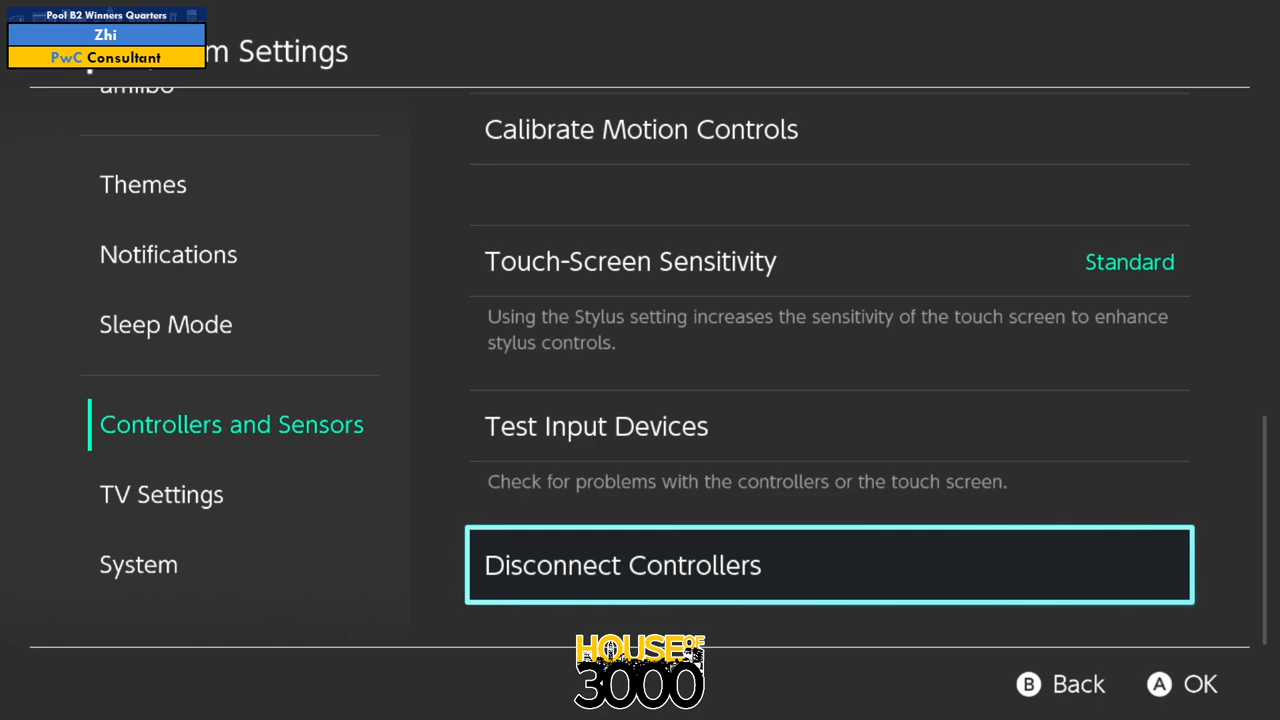 Pool B2 Winners Quarters
Zhi
PwC Consultant
m Settings
amiibo
Themes
Notifications
Sleep Mode
Controllers and Sensors
TV Settings
System
Calibrate Motion Controls
Touch-Screen Sensitivity Standard
Using the Stylus setting increases the sensitivity of the touch screen to enhance
stylus controls.
Test Input Devices
Check for problems with the controllers or the touch screen.
Disconnect Controllers
HOUSE OF
3000
B Back A OK